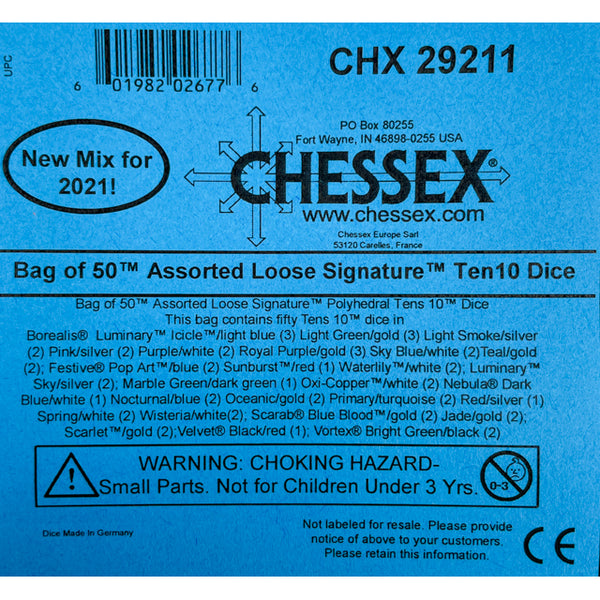 UPC
6 01982 02677 6
CHX 29211
PO Box 80255
Fort Wayne, IN 46898-0255 USA
New Mix for
2021!
CHESSEX®
www.chessex.com
Chessex Europe Sarl
53120 Carelles, France
Bag of 50™ Assorted Loose Signature™ Ten10 Dice
Bag of 50™ Assorted Loose Signature™ Polyhedral Tens 10™ Dice
This bag contains fifty Tens 10™ dice in
Borealis® Luminary™ Icicle™/light blue (3) Light Green/gold (3) Light Smoke/silver
(2) Pink/silver (2) Purple/white (2) Royal Purple/gold (3) Sky Blue/white (2)Teal/gold
(2); Festive® Pop Art™/blue (2) Sunburst™/red (1) Waterlily™/white (2); Luminary™
Sky/silver (2); Marble Green/dark green (1) Oxi-Copper™/white (2) Nebula® Dark
Blue/white (1) Nocturnal/blue (2) Oceanic/gold (2) Primary/turquoise (2) Red/silver (1)
Spring/white (2) Wisteria/white(2); Scarab® Blue Blood™/gold (2) Jade/gold (2);
Scarlet™/gold (2);Velvet® Black/red (1); Vortex® Bright Green/black (2)
WARNING: CHOKING HAZARD-
Small Parts. Not for Children Under 3 Yrs.
0-3
Dice Made In Germany
Not labeled for resale. Please provide
notice of above to your customers.
Please retain this information.
CE